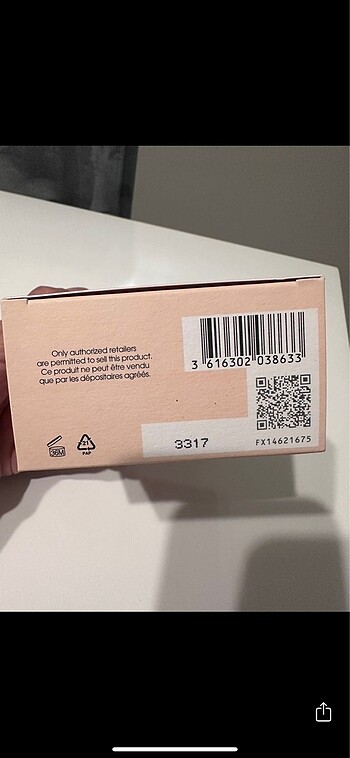 Only authorized retailers
are permitted to sell this product.
Ce produit ne peut être vendu
que par les dépositaires agréés.
3 616302 038633
36M
21
PAP
3317
FX14621675